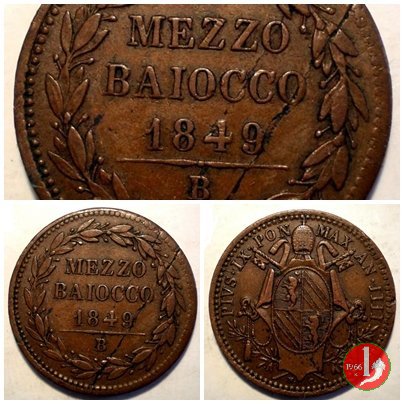 MEZZO
BAIOCCO
1849
B
MEZZO
BAIOCCO
1849
B
PIVS·IX·PON· MAX·AN·III
1966